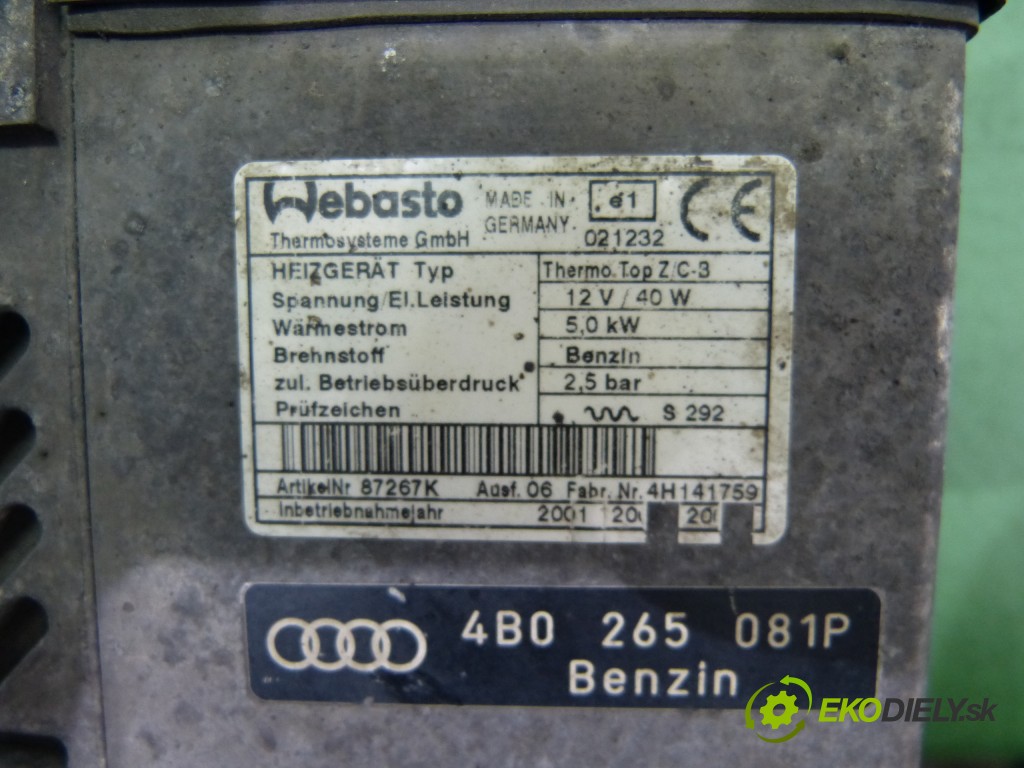 Webasto MADE IN GERMANY e1
Thermosysteme GmbH 021232
HEIZGERÄT Typ Thermo Top Z/C-3
Spannung/El.Leistung 12 V / 40 W
Wärmestrom 5,0 kW
Brennstoff Benzin
zul. Betriebsüberdruck 2,5 bar
Prüfzeichen S 292
ArtikelNr 87267K Ausf. 06 Fabr. Nr. 4H141759
Inbetriebnahmejahr 2001
4B0 265 081P
Benzin
EKODIELY.sk